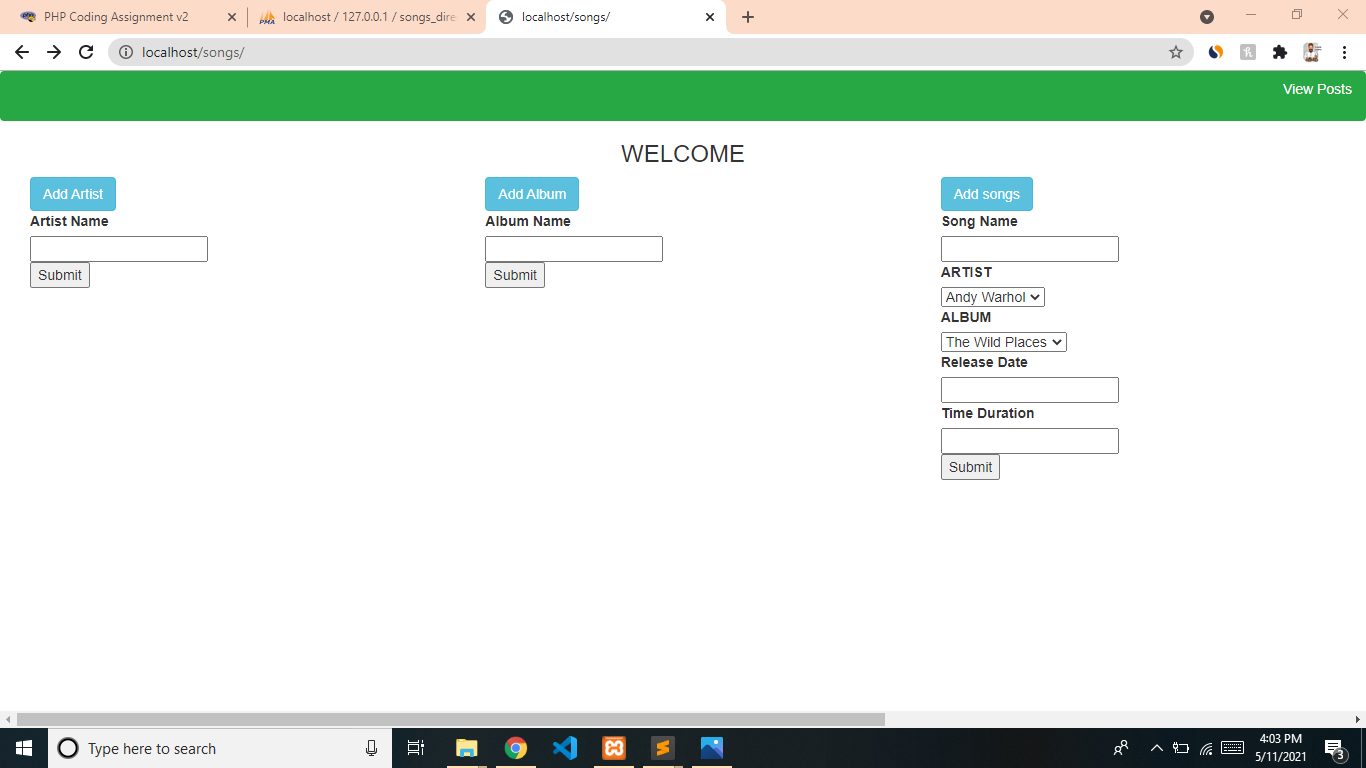 PHP Coding Assignment v2
localhost / 127.0.0.1 / songs_dire
localhost/songs/
localhost/songs/
View Posts
WELCOME
Add Artist
Artist Name
Submit
Add Album
Album Name
Submit
Add songs
Song Name
ARTIST
Andy Warhol
ALBUM
The Wild Places
Release Date
Time Duration
Submit
Type here to search
4:03 PM
5/11/2021
3